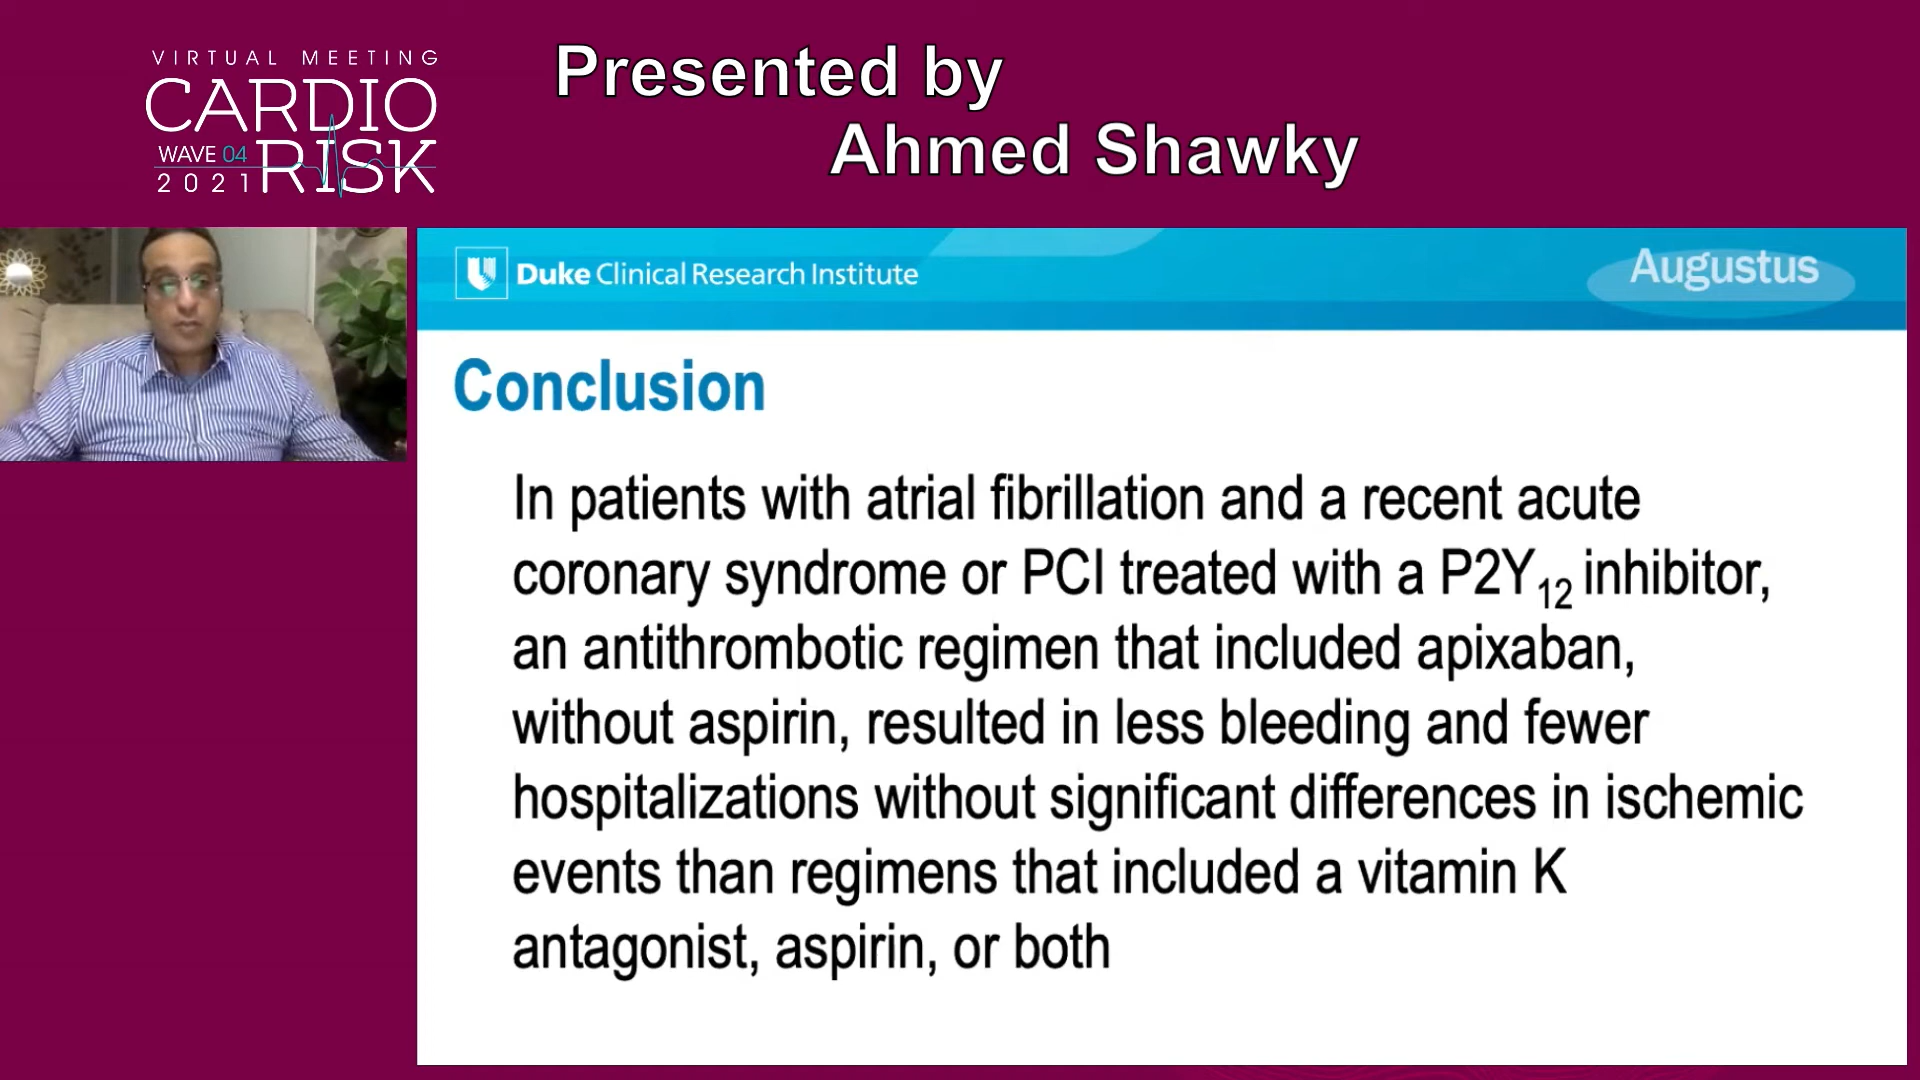 VIRTUAL MEETING
CARDIO
WAVE 04 RISK
2021
Presented by
Ahmed Shawky
Duke Clinical Research Institute
Augustus
Conclusion
In patients with atrial fibrillation and a recent acute
coronary syndrome or PCI treated with a P2Y12 inhibitor,
an antithrombotic regimen that included apixaban,
without aspirin, resulted in less bleeding and fewer
hospitalizations without significant differences in ischemic
events than regimens that included a vitamin K
antagonist, aspirin, or both